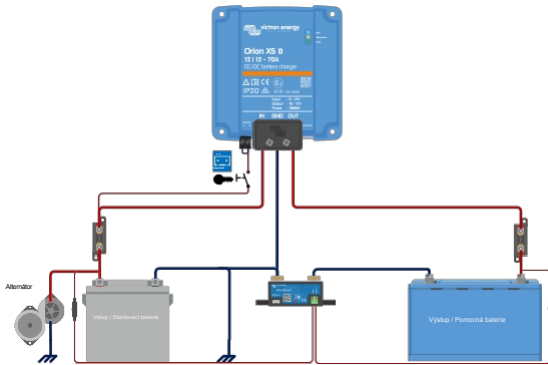 victron energy
Orion XS
12 | 12 - 70A
DC/DC battery charger
IP20
IN GND OUT
Alternátor
Vstup / Startovací baterie
Výstup / Pomocná baterie